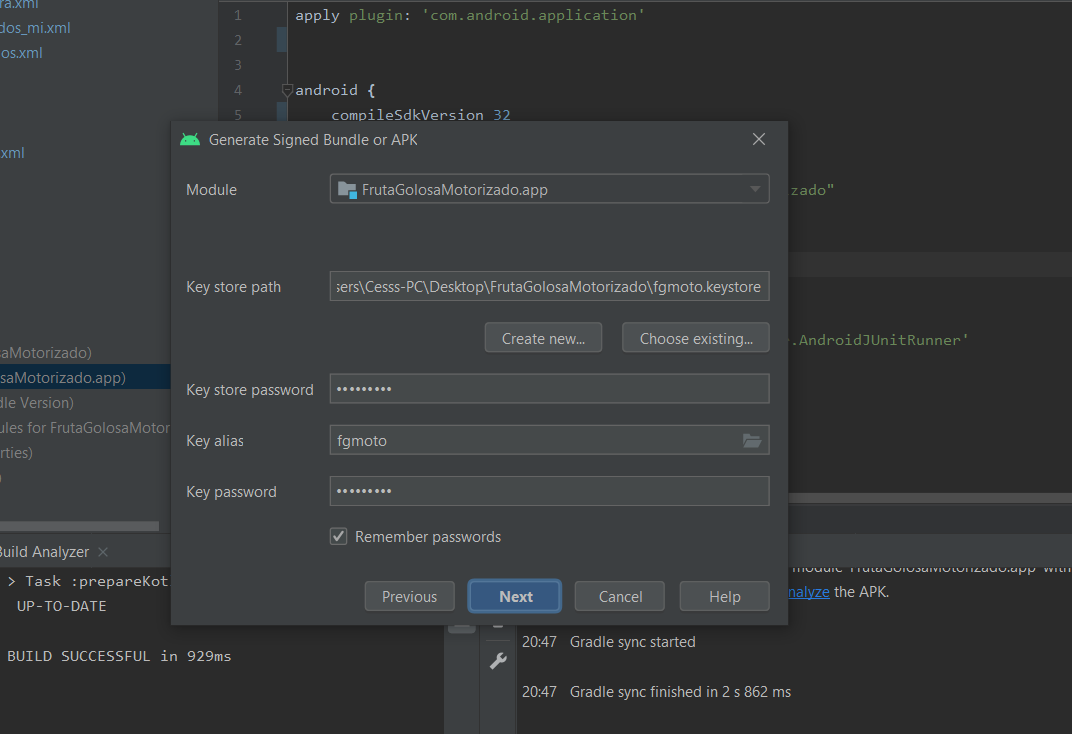 ra.xml
dos_mi.xml
os.xml
xml
saMotorizado)
saMotorizado.app)
dle Version)
ules for FrutaGolosaMotor
rties)
)
1 apply plugin: 'com.android.application'
2
3
4 android {
5 compileSdkVersion 32
zado"
.AndroidJUnitRunner'
Generate Signed Bundle or APK
Module FrutaGolosaMotorizado.app
Key store path sers\Cesss-PC\Desktop\FrutaGolosaMotorizado\fgmoto.keystore
Create new... Choose existing...
Key store password •••••••••
Key alias fgmoto
Key password •••••••••
Remember passwords
Previous Next Cancel Help
Build Analyzer
> Task :prepareKot
UP-TO-DATE
BUILD SUCCESSFUL in 929ms
module 'FrutaGolosaMotorizado.app' with
nalyze the APK.
20:47 Gradle sync started
20:47 Gradle sync finished in 2 s 862 ms